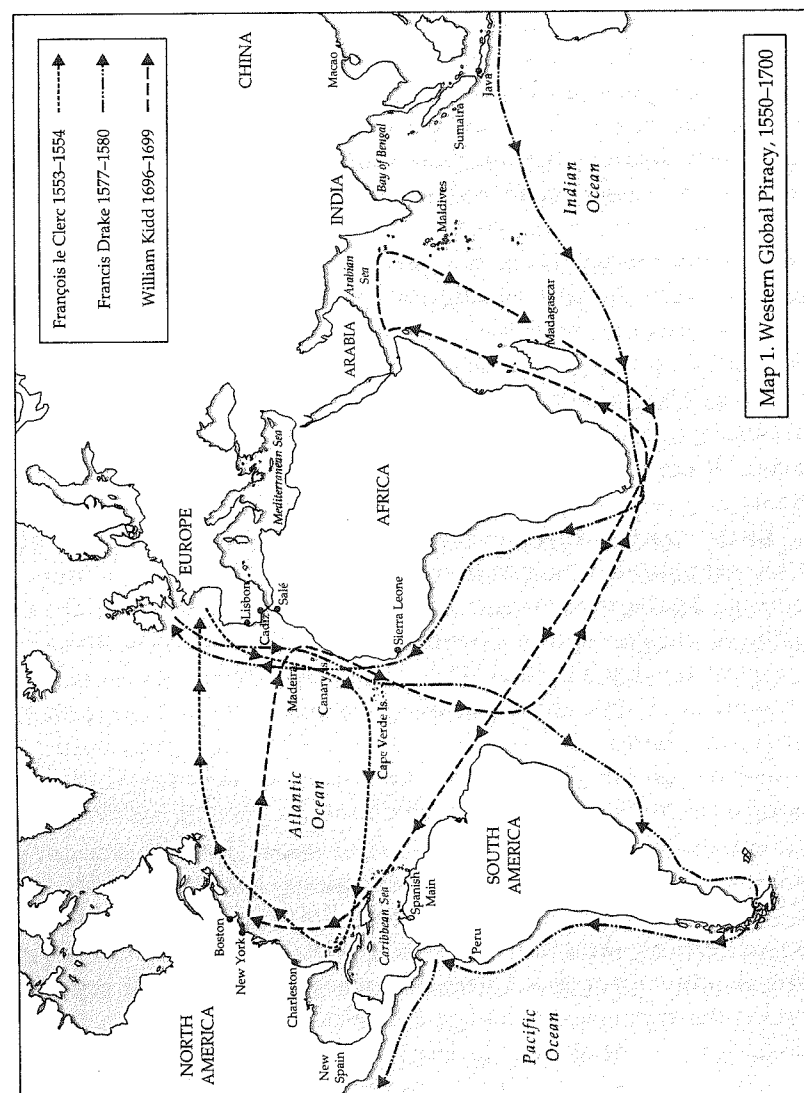 François le Clerc 1553–1554
Francis Drake 1577–1580
William Kidd 1696–1699
NORTH
AMERICA
Boston
New York
Charleston
New
Spain
Atlantic
Ocean
Caribbean Sea
Spanish
Main
SOUTH
AMERICA
Peru
Pacific
Ocean
EUROPE
Lisbon
Cadiz
Salé
Madeira
Canary Is.
Cape Verde Is.
Mediterranean Sea
AFRICA
Sierra Leone
ARABIA
Arabian
Sea
INDIA
Bay of Bengal
Maldives
Madagascar
Indian
Ocean
CHINA
Macao
Sumatra
Java
Map 1. Western Global Piracy, 1550–1700